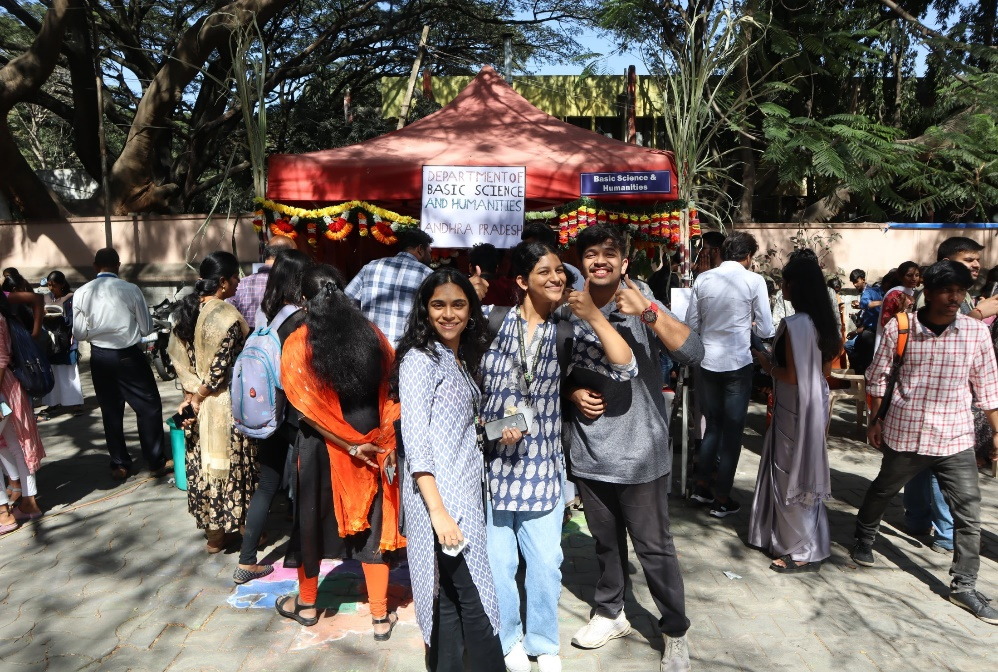 DEPARTMENT OF
BASIC SCIENCE
AND HUMANITIES
ANDHRA PRADESH
Basic Science &
Humanities